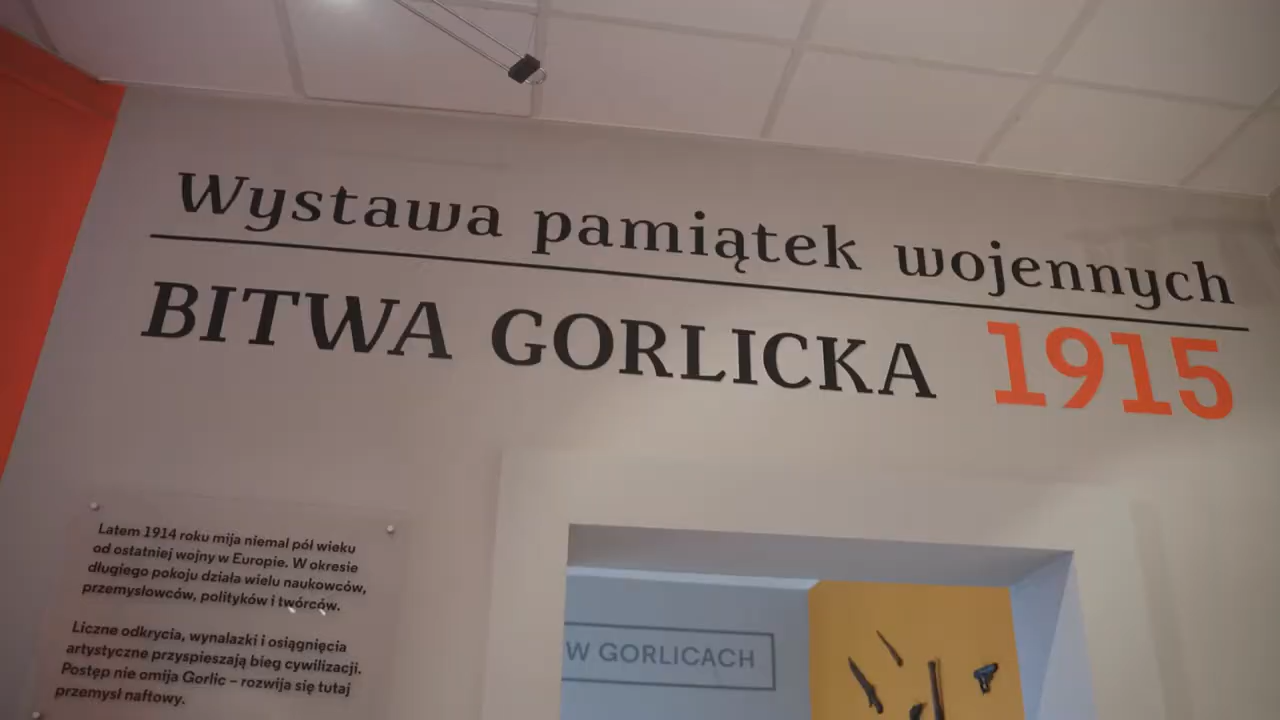 Wystawa pamiątek wojennych
BITWA GORLICKA 1915
Latem 1914 roku mija niemal pół wieku
od ostatniej wojny w Europie. W okresie
długiego pokoju działa wielu naukowców,
przemysłowców, polityków i twórców.
Liczne odkrycia, wynalazki i osiągnięcia
artystyczne przyspieszają bieg cywilizacji.
Postęp nie omija Gorlic – rozwija się tutaj
przemysł naftowy.
W GORLICACH